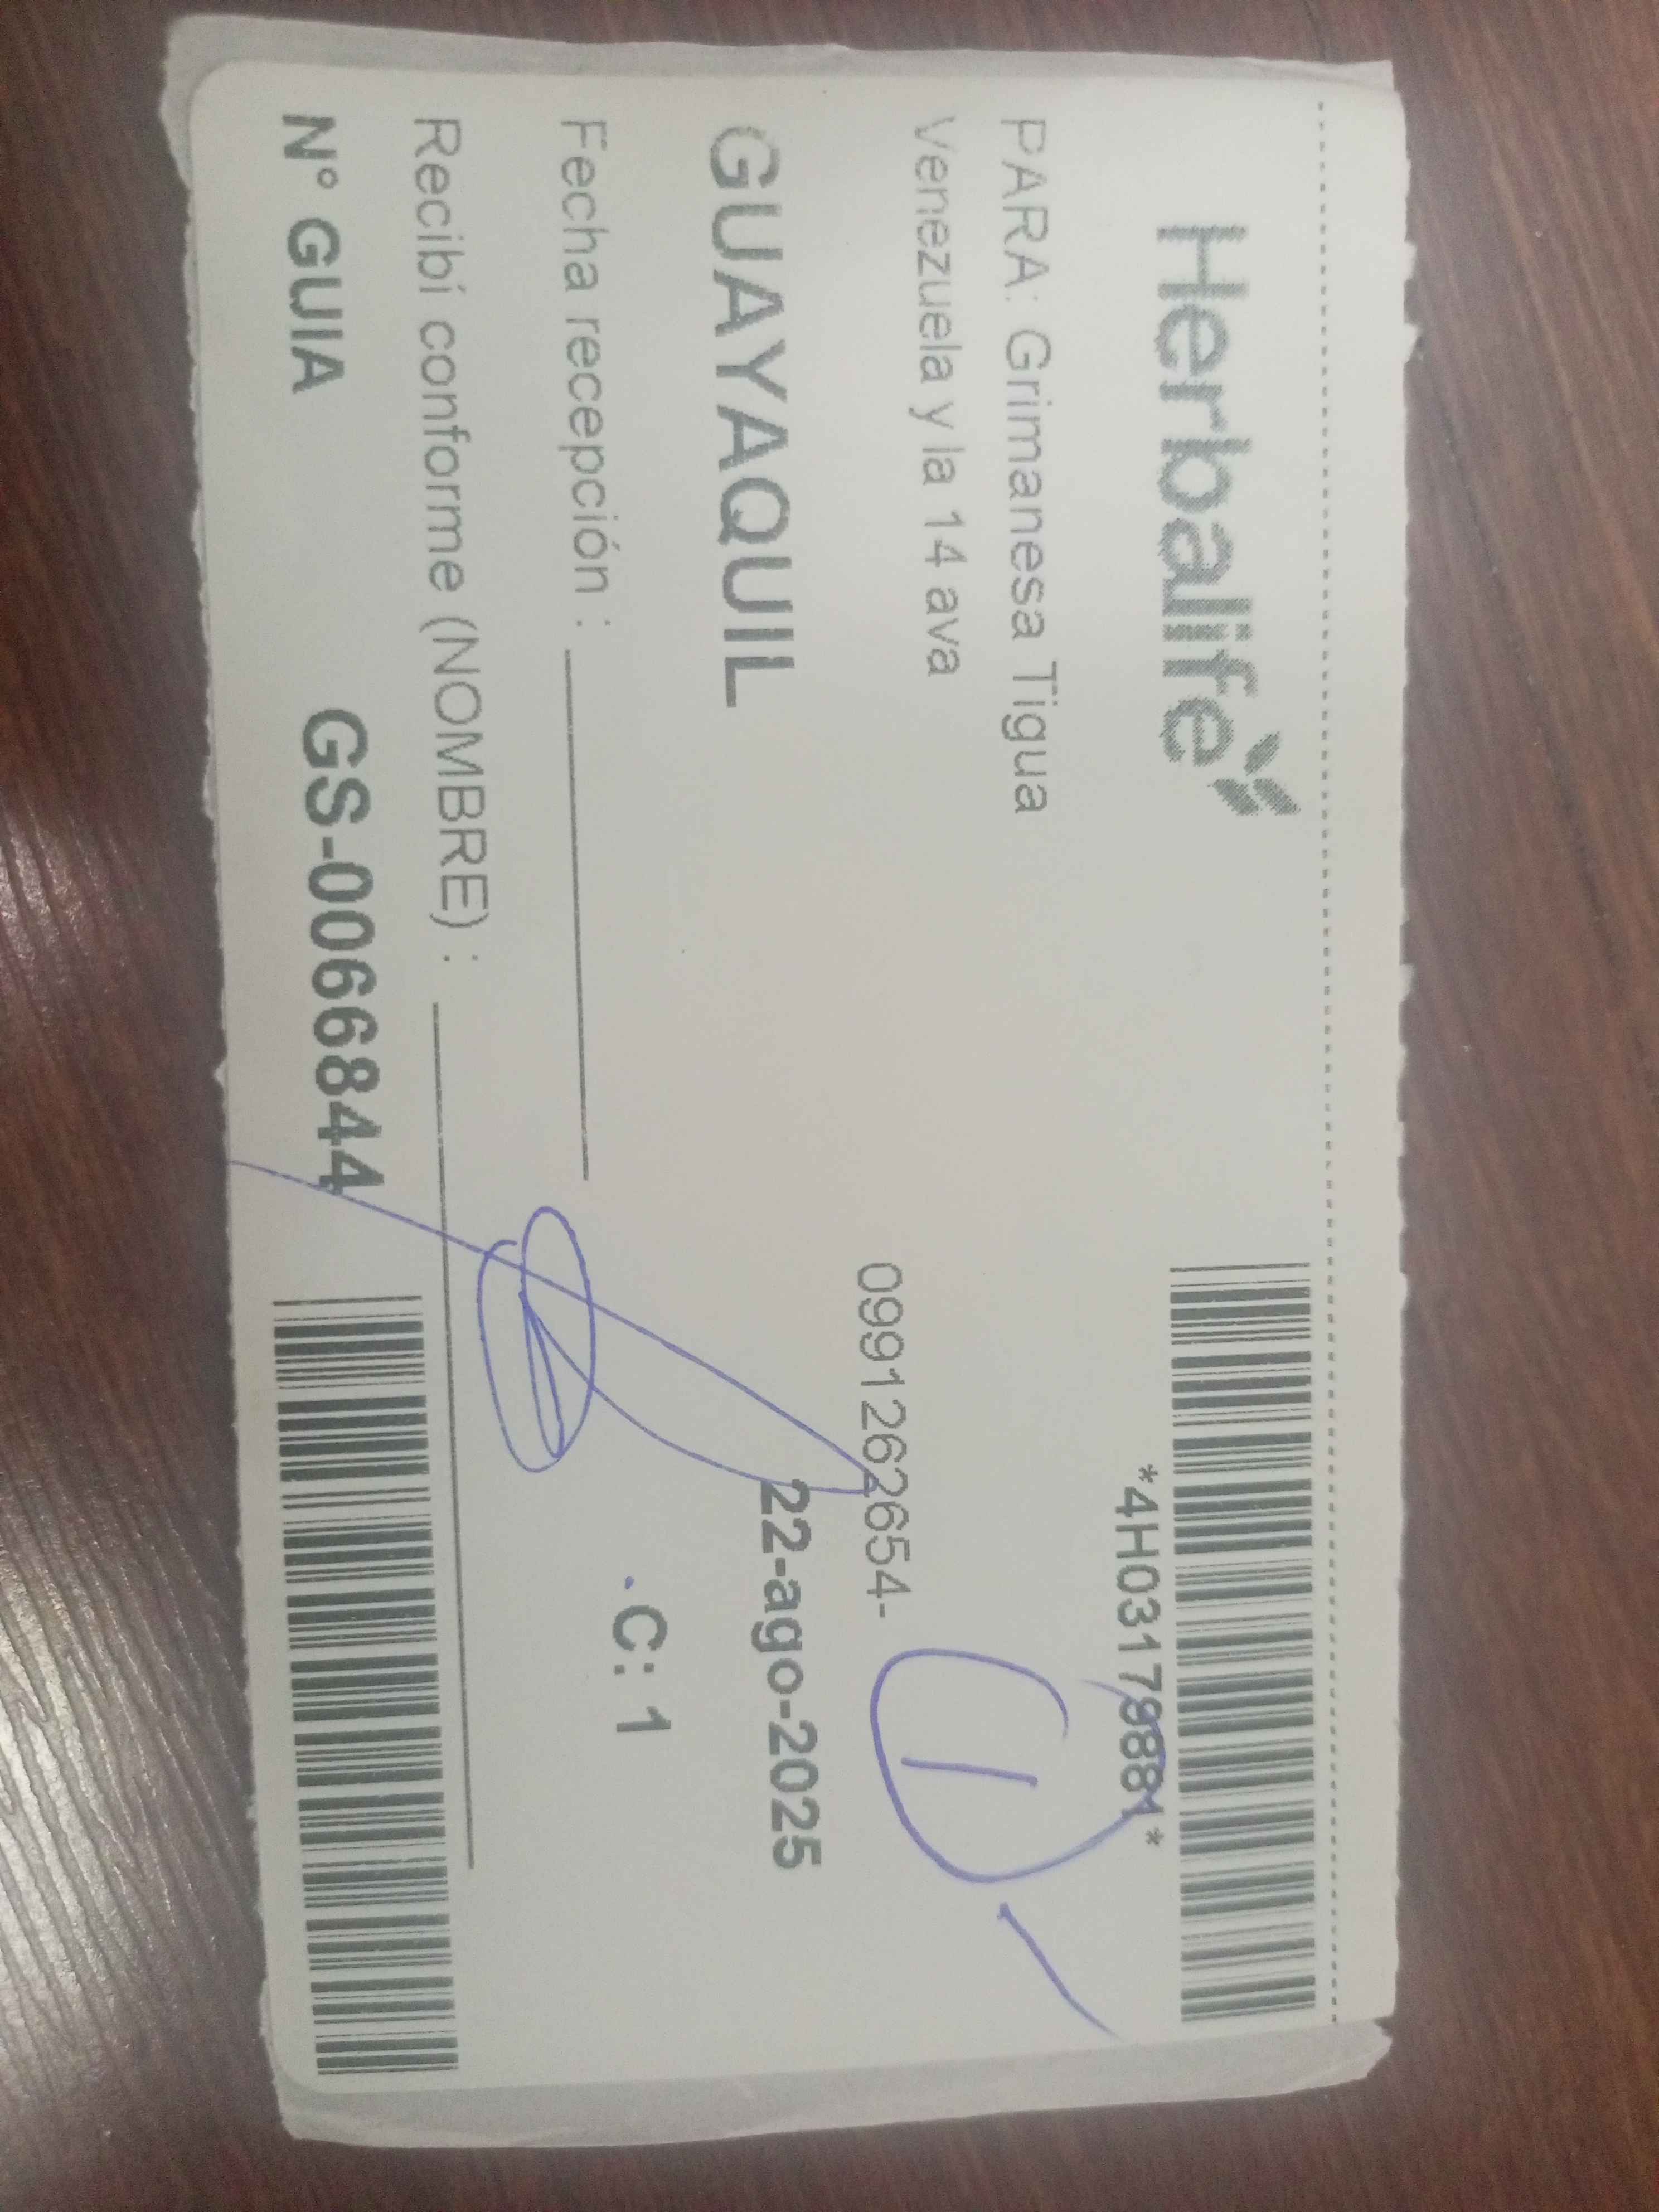 Herbalife
*4H03179881*
PARA: Grimanesa Tigua
Venezuela y la 14 ava
0991262654-
GUAYAQUIL
22-ago-2025
Fecha recepción :
C: 1
Recibí conforme (NOMBRE) :
N° GUIA GS-0066844